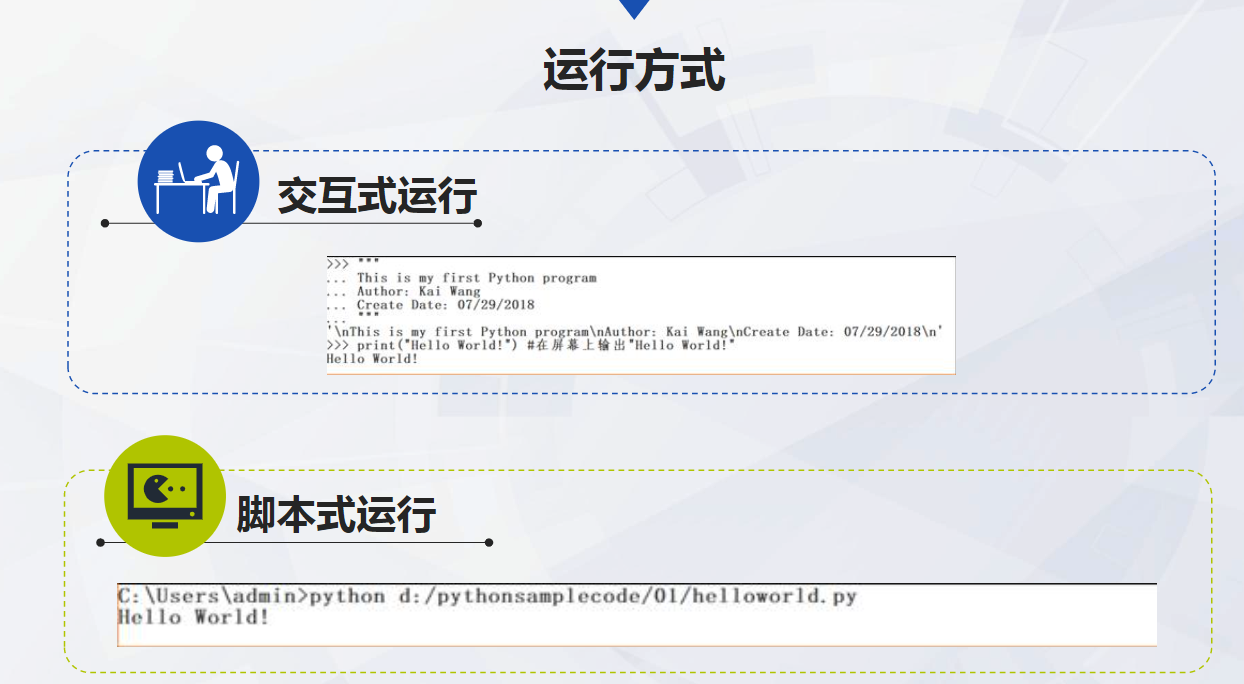 运行方式
交互式运行
>>> """
... This is my first Python program
... Author: Kai Wang
... Create Date: 07/29/2018
... """
'\nThis is my first Python program\nAuthor: Kai Wang\nCreate Date: 07/29/2018\n'
>>> print("Hello World!") #在屏幕上输出"Hello World!"
Hello World!
脚本式运行
C:\Users\admin>python d:/pythonsamplecode/01/helloworld.py
Hello World!